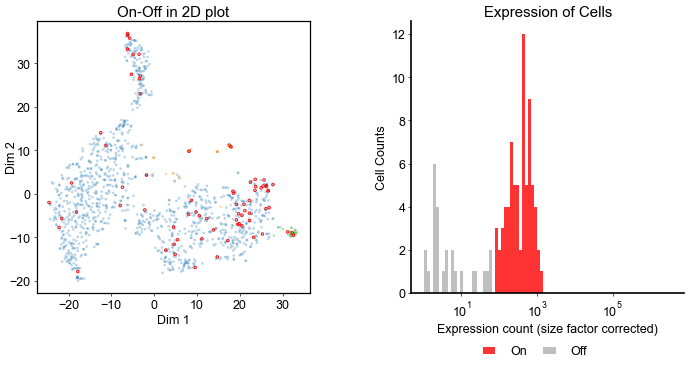 On-Off in 2D plot
Dim 2
30
20
10
0
−10
−20
−20 −10 0 10 20 30
Dim 1
Expression of Cells
Cell Counts
12
10
8
6
4
2
0
10^1 10^3 10^5
Expression count (size factor corrected)
On Off